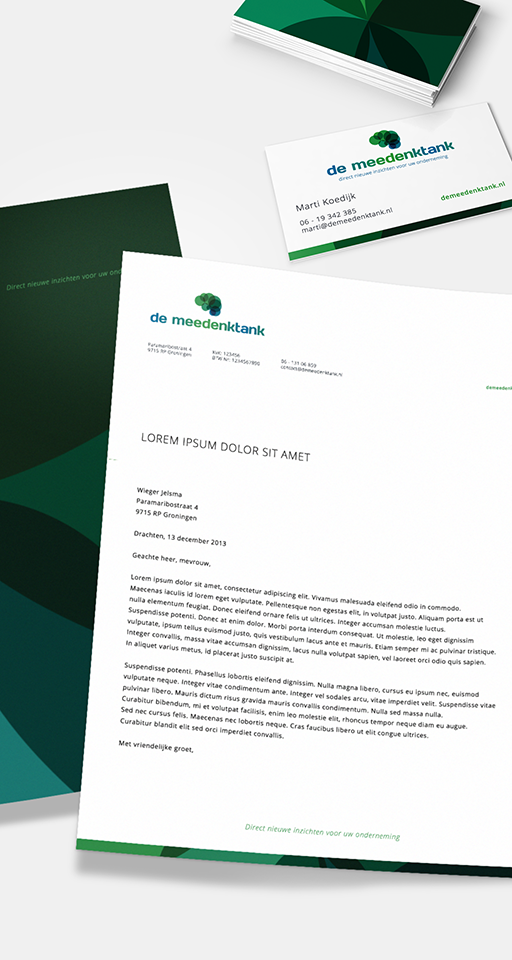 de meedenktank
direct nieuwe inzichten voor uw onderneming
Marti Koedijk
06 - 19 342 385
marti@demeedenktank.nl
demeedenktank.nl
Direct nieuwe inzichten voor uw
de meedenktank
Paramaribostraat 4
9715 RP Groningen
KvK: 123456
BTW Nr: 1234567890
06 - 131 06 859
contact@demeedenktank.nl
LOREM IPSUM DOLOR SIT AMET
Wieger Jelsma
Paramaribostraat 4
9715 RP Groningen
Drachten, 13 december 2013
Geachte heer, mevrouw,
Lorem ipsum dolor sit amet, consectetur adipiscing elit. Vivamus malesuada eleifend odio in commodo.
Maecenas iaculis id lorem eget vulputate. Pellentesque non egestas elit, in volutpat justo. Aliquam porta est ut
nulla elementum feugiat. Donec eleifend ornare felis ut ultrices. Integer accumsan molestie luctus.
Suspendisse potenti. Donec at enim dolor. Morbi porta interdum consequat. Ut molestie, leo eget dignissim
vulputate, ipsum tellus euismod justo, quis vestibulum lacus ante et mauris. Etiam semper mi ac pulvinar tristique.
Integer convallis, massa vitae accumsan dignissim, lacus nulla volutpat sapien, vel laoreet orci odio quis sapien.
In aliquet varius metus, id placerat justo suscipit at.
Suspendisse potenti. Phasellus lobortis eleifend dignissim. Nulla magna libero, cursus eu ipsum nec, euismod
vulputate neque. Integer vitae condimentum ante. Integer vel sodales arcu, vitae imperdiet velit. Suspendisse vitae
pulvinar libero. Mauris dictum risus gravida mauris convallis condimentum. Nulla sed massa nulla.
Curabitur bibendum, mi et volutpat facilisis, enim leo molestie elit, rhoncus tempor neque diam eu augue.
Sed nec cursus felis. Maecenas nec lobortis neque. Cras faucibus libero ut elit congue ultrices.
Curabitur blandit elit sed orci imperdiet convallis.
Met vriendelijke groet,
Direct nieuwe inzichten voor uw onderneming